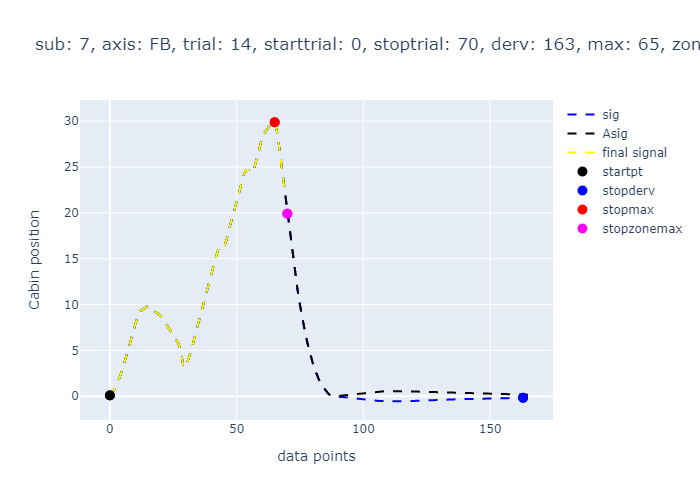 sub: 7, axis: FB, trial: 14, starttrial: 0, stoptrial: 70, derv: 163, max: 65, zon
sig
Asig
final signal
startpt
stopderv
stopmax
stopzonemax
Cabin position
30
25
20
15
10
5
0
0 50 100 150
data points